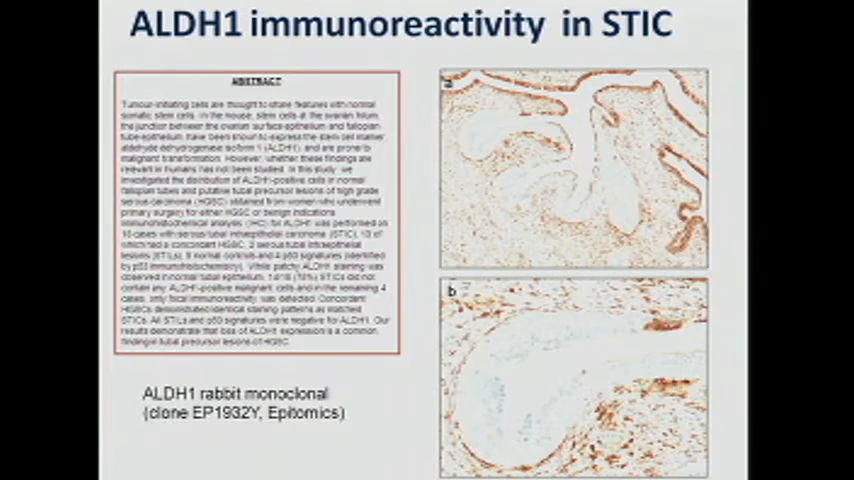 ALDH1 immunoreactivity in STIC
ABSTRACT
Tumour-initiating cells are thought to share features with normal
somatic stem cells. In the mouse, stem cells at the ovarian hilum,
the junction between the ovarian surface epithelium and fallopian
tube epithelium, have been shown to express the stem cell marker
aldehyde dehydrogenase isoform 1 (ALDH1), and are prone to
malignant transformation. However, whether these findings are
relevant in humans has not been studied. In this study, we
investigated the distribution of ALDH1-positive cells in normal
fallopian tubes and putative tubal precursor lesions of high grade
serous carcinoma (HGSC) obtained from women who underwent
primary surgery for either HGSC or benign indications.
Immunohistochemical analysis (IHC) for ALDH1 was performed on
cases with serous tubal intraepithelial carcinoma (STIC),
which had a concordant HGSC, serous tubal intraepithelial
lesions (STILs), normal controls and 4 p53 signatures (identified
by p53 immunohistochemistry). While patchy ALDH1 staining was
observed in normal tubal epithelium, STICs did not
contain any ALDH1-positive malignant cells and in the remaining 4
cases, only focal immunoreactivity was detected. Concordant
HGSCs demonstrated identical staining patterns as matched
STICs. All STILs and p53 signatures were negative for ALDH1. Our
results demonstrate that loss of ALDH1 expression is a common
finding in tubal precursor lesions of HGSC.
a
b
ALDH1 rabbit monoclonal
(clone EP1932Y, Epitomics)